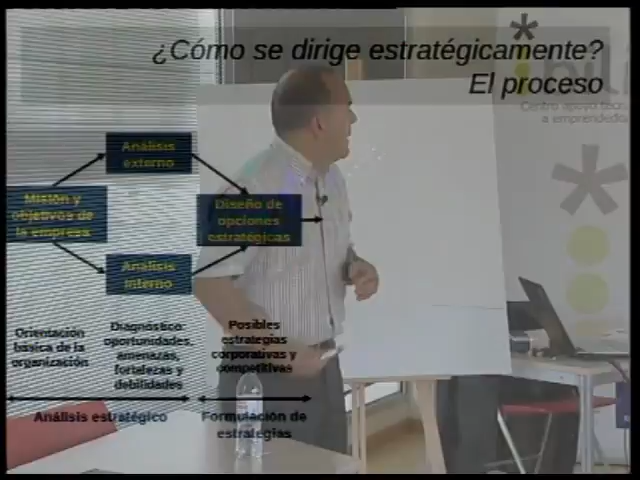 ¿Cómo se dirige estratégicamente?
El proceso
Análisis
externo
Misión y
objetivos de
la empresa
Diseño de
opciones
estratégicas
Análisis
interno
Orientación
básica de la
organización
Diagnóstico:
oportunidades,
amenazas,
fortalezas y
debilidades
Posibles
estrategias
corporativas y
competitivas
Análisis estratégico
Formulación de
estrategias
Centro apoyo
a